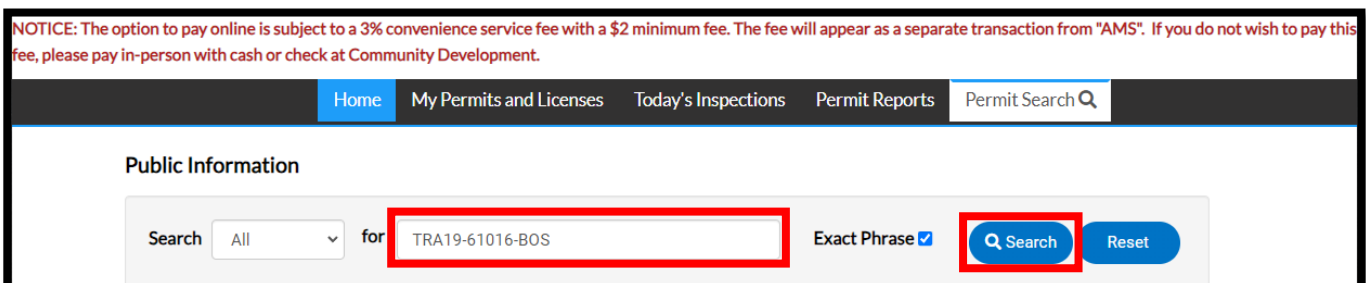 NOTICE: The option to pay online is subject to a 3% convenience service fee with a $2 minimum fee. The fee will appear as a separate transaction from "AMS". If you do not wish to pay this
fee, please pay in-person with cash or check at Community Development.
Home My Permits and Licenses Today's Inspections Permit Reports Permit Search
Public Information
Search All for TRA19-61016-BOS Exact Phrase Search Reset